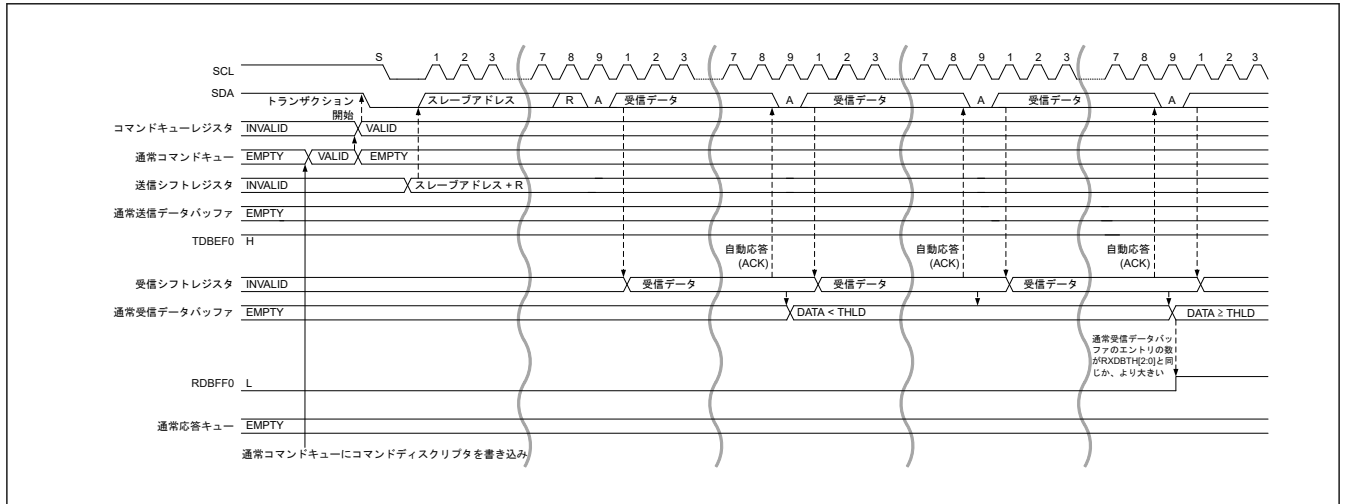 S 1 2 3 7 8 9 1 2 3 7 8 9 1 2 3 7 8 9 1 2 3 7 8 9 1 2 3
SCL
SDA トランザクション開始 スレーブアドレス R A 受信データ A 受信データ A 受信データ A
コマンドキューレジスタ INVALID VALID
通常コマンドキュー EMPTY VALID EMPTY
送信シフトレジスタ INVALID スレーブアドレス + R
通常送信データバッファ EMPTY
TDBEF0 H
自動応答 自動応答 自動応答
(ACK) (ACK) (ACK)
受信シフトレジスタ INVALID 受信データ 受信データ 受信データ
通常受信データバッファ EMPTY DATA < THLD DATA ≥ THLD
通常受信データバッ
ファのエントリの数
がRXDBTH[2:0]と同
じか、より大きい
RDBFF0 L
通常応答キュー EMPTY
通常コマンドキューにコマンドディスクリプタを書き込み